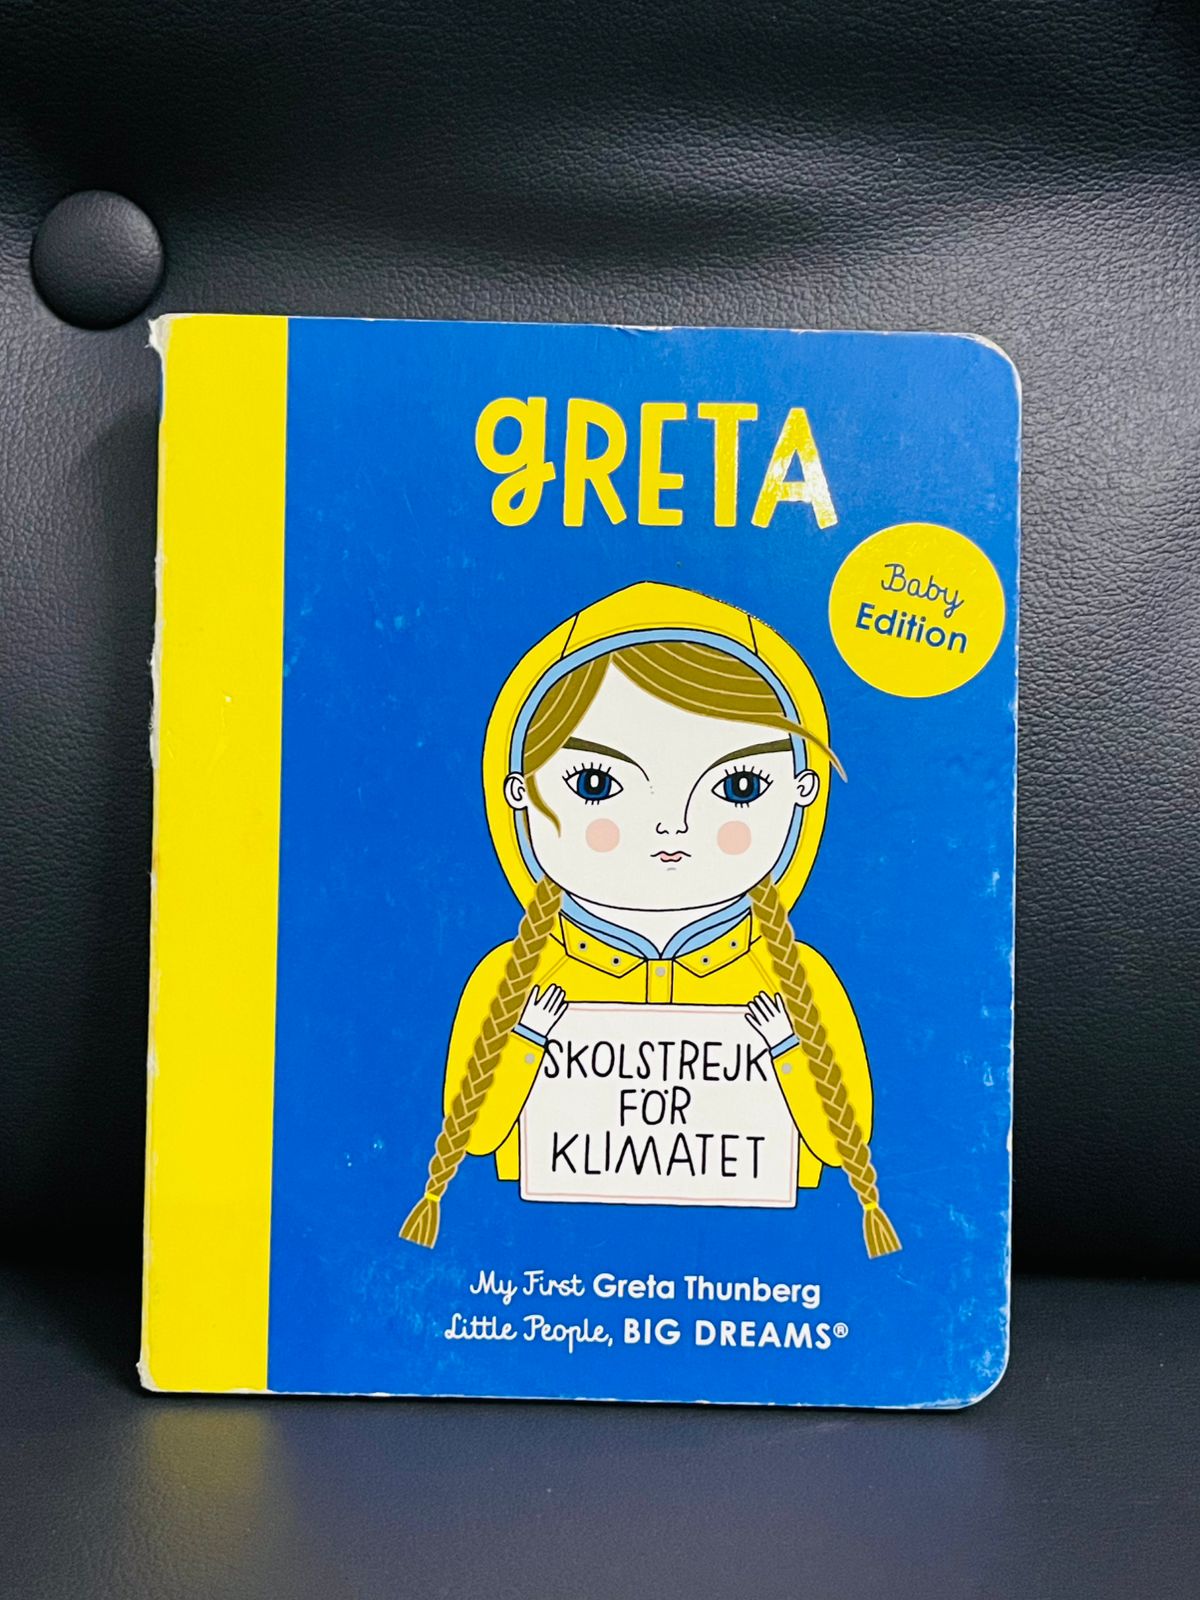 gRETA
Baby
Edition
SKOLSTREJK
FÖR
KLIMATET
My First Greta Thunberg
Little People, BIG DREAMS®